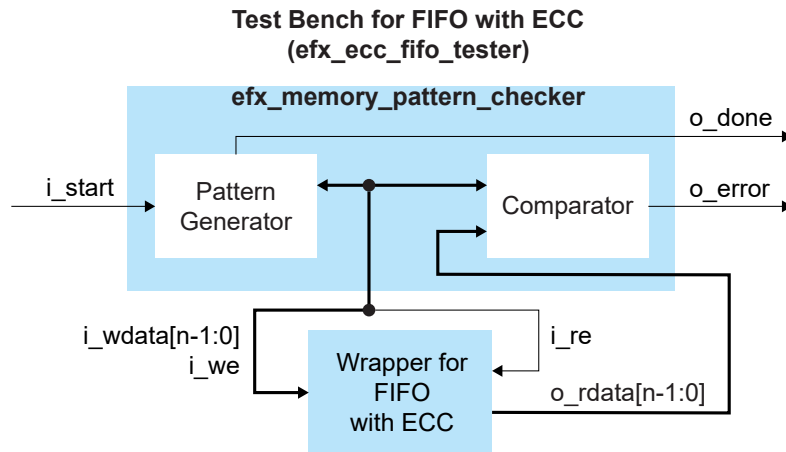 Test Bench for FIFO with ECC
(efx_ecc_fifo_tester)
efx_memory_pattern_checker
o_done
i_start
Pattern
Generator
Comparator
o_error
i_wdata[n-1:0]
i_we
i_re
Wrapper for
FIFO
with ECC
o_rdata[n-1:0]